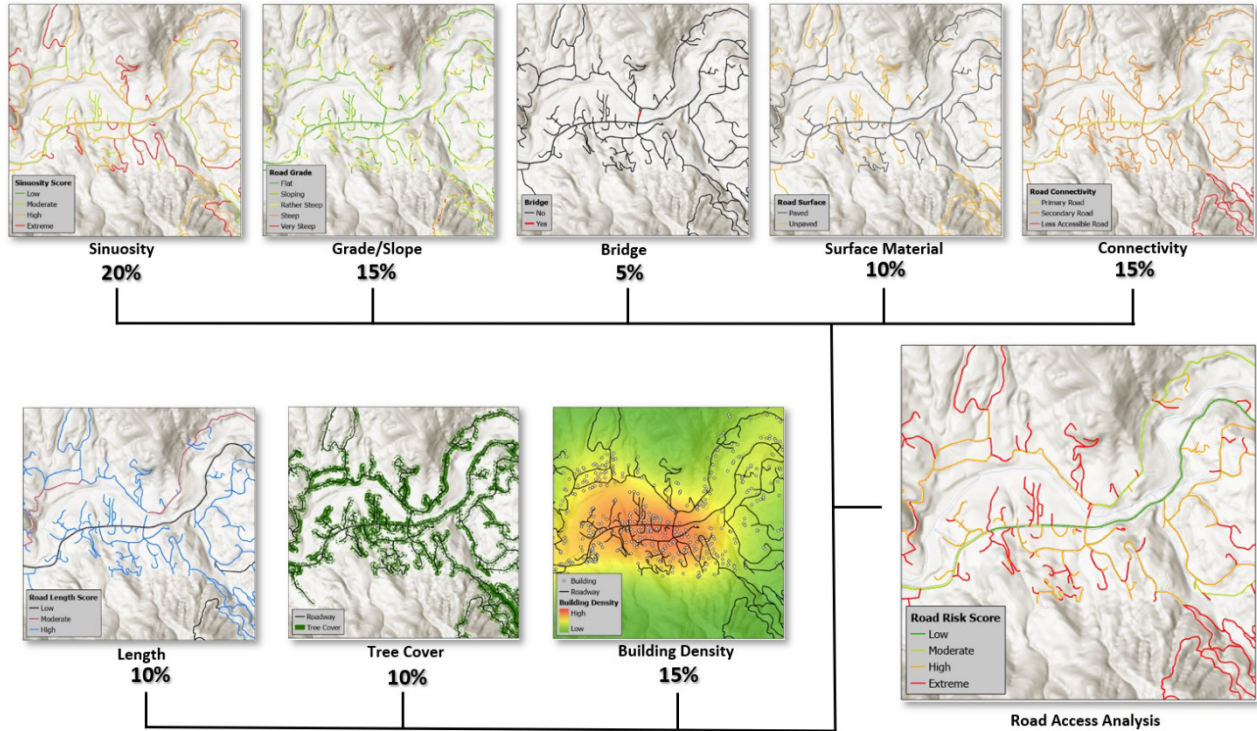 Sinuosity Score
Low
Moderate
High
Extreme
Sinuosity
20%
Road Grade
Flat
Sloping
Rather Steep
Steep
Very Steep
Grade/Slope
15%
Bridge
No
Yes
Bridge
5%
Road Surface
Paved
Unpaved
Surface Material
10%
Road Connectivity
Primary Road
Secondary Road
Less Accessible Road
Connectivity
15%
Road Length Score
Low
Moderate
High
Length
10%
Roadway
Tree Cover
Tree Cover
10%
Building
Roadway
Building Density
High
Low
Building Density
15%
Road Risk Score
Low
Moderate
High
Extreme
Road Access Analysis